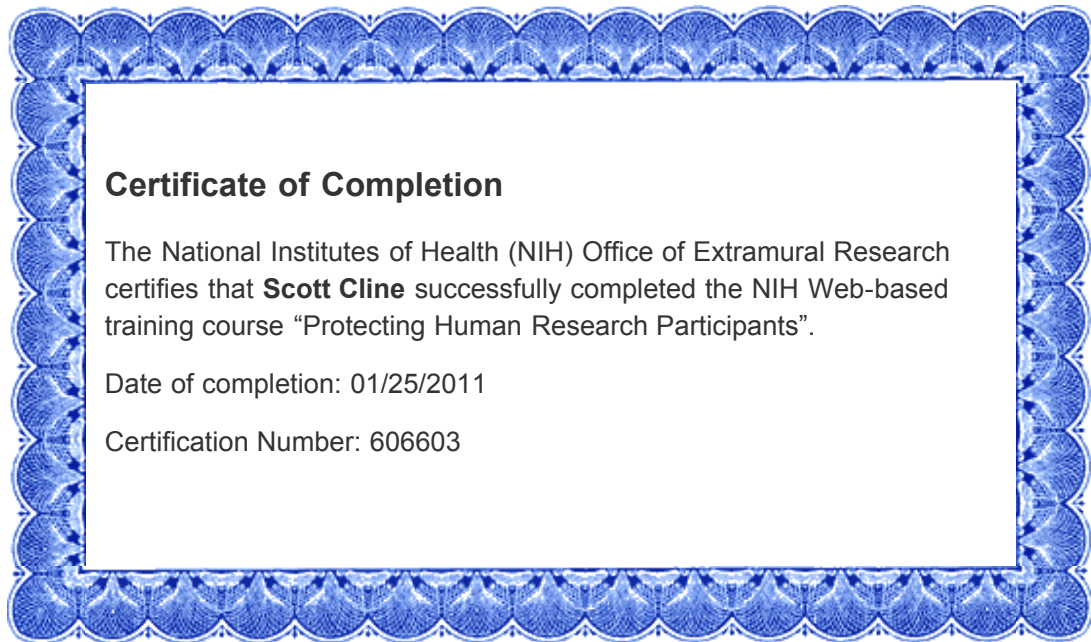 Certificate of Completion
The National Institutes of Health (NIH) Office of Extramural Research
certifies that Scott Cline successfully completed the NIH Web-based
training course “Protecting Human Research Participants”.
Date of completion: 01/25/2011
Certification Number: 606603